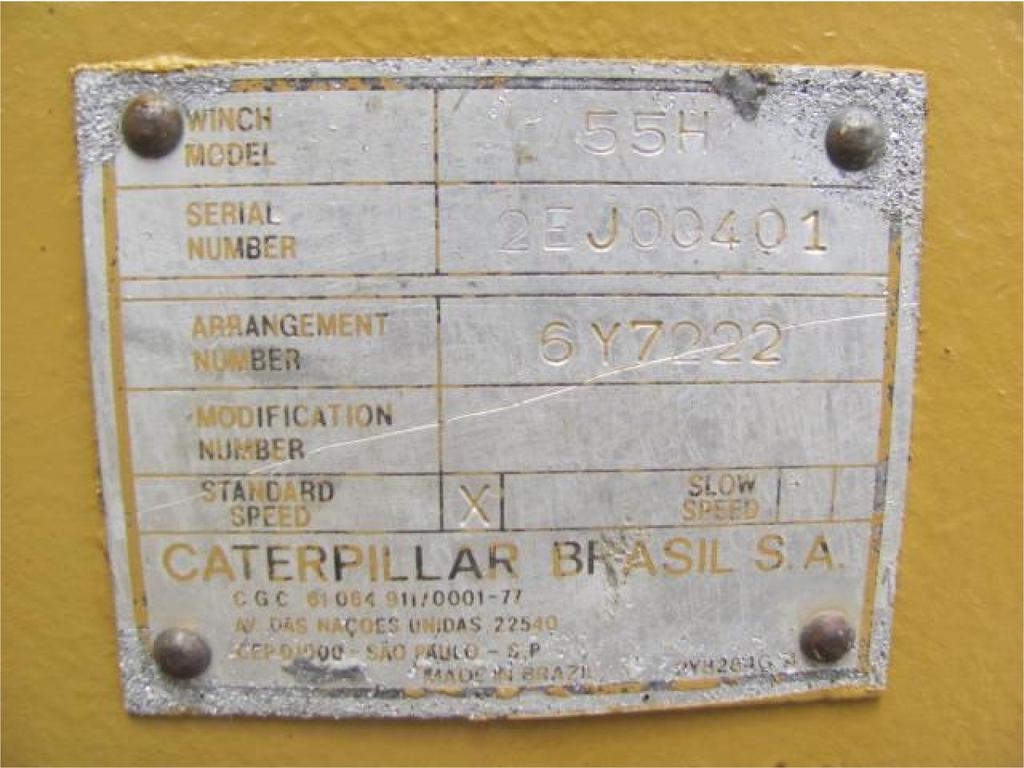 WINCH MODEL 55H
SERIAL NUMBER 2EJ00401
ARRANGEMENT NUMBER 6Y7222
MODIFICATION NUMBER
STANDARD SPEED X SLOW SPEED
CATERPILLAR BRASIL S.A.
C G C 61 064 911/0001-77
AV. DAS NAÇOES UNIDAS 22540
SÃO PAULO - S.P
MADE IN BRAZIL